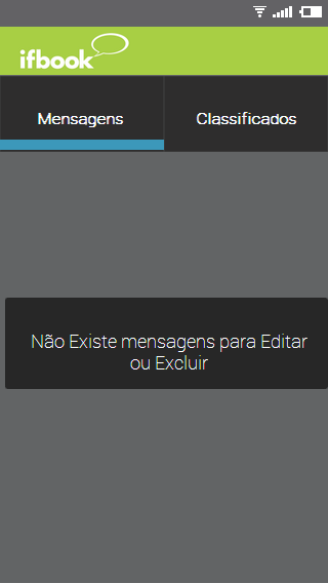 ifbook
Mensagens
Classificados
Não Existe mensagens para Editar
ou Excluir